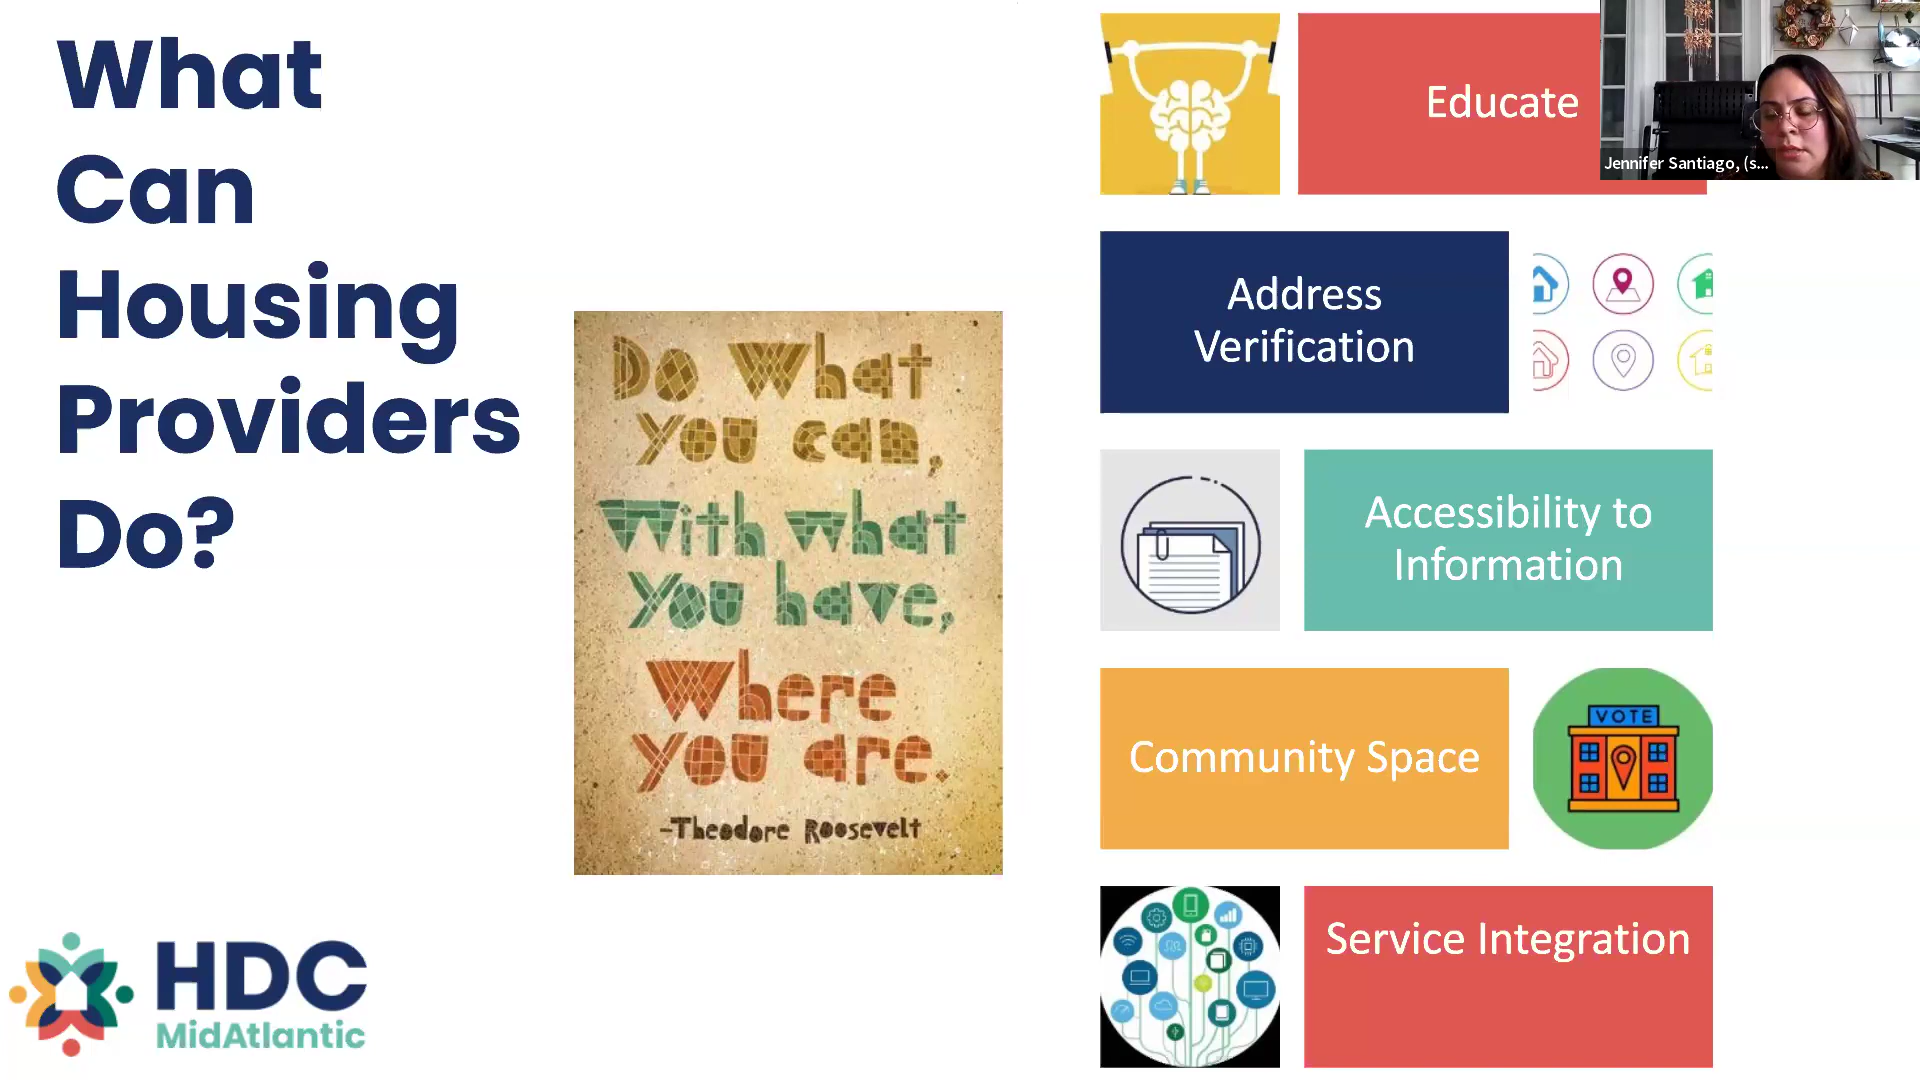 What
Can
Housing
Providers
Do?
Do What
you can,
With what
you have,
Where
you are.
-Theodore Roosevelt
Educate
Jennifer Santiago, (s...
Address
Verification
Accessibility to
Information
Community Space
VOTE
Service Integration
HDC
MidAtlantic